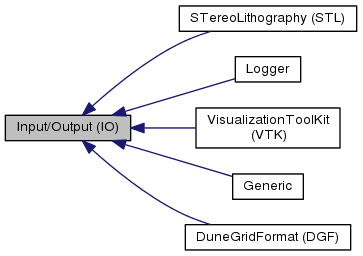 STereoLithography (STL)
Logger
Input/Output (IO)
VisualizationToolKit
(VTK)
Generic
DuneGridFormat (DGF)